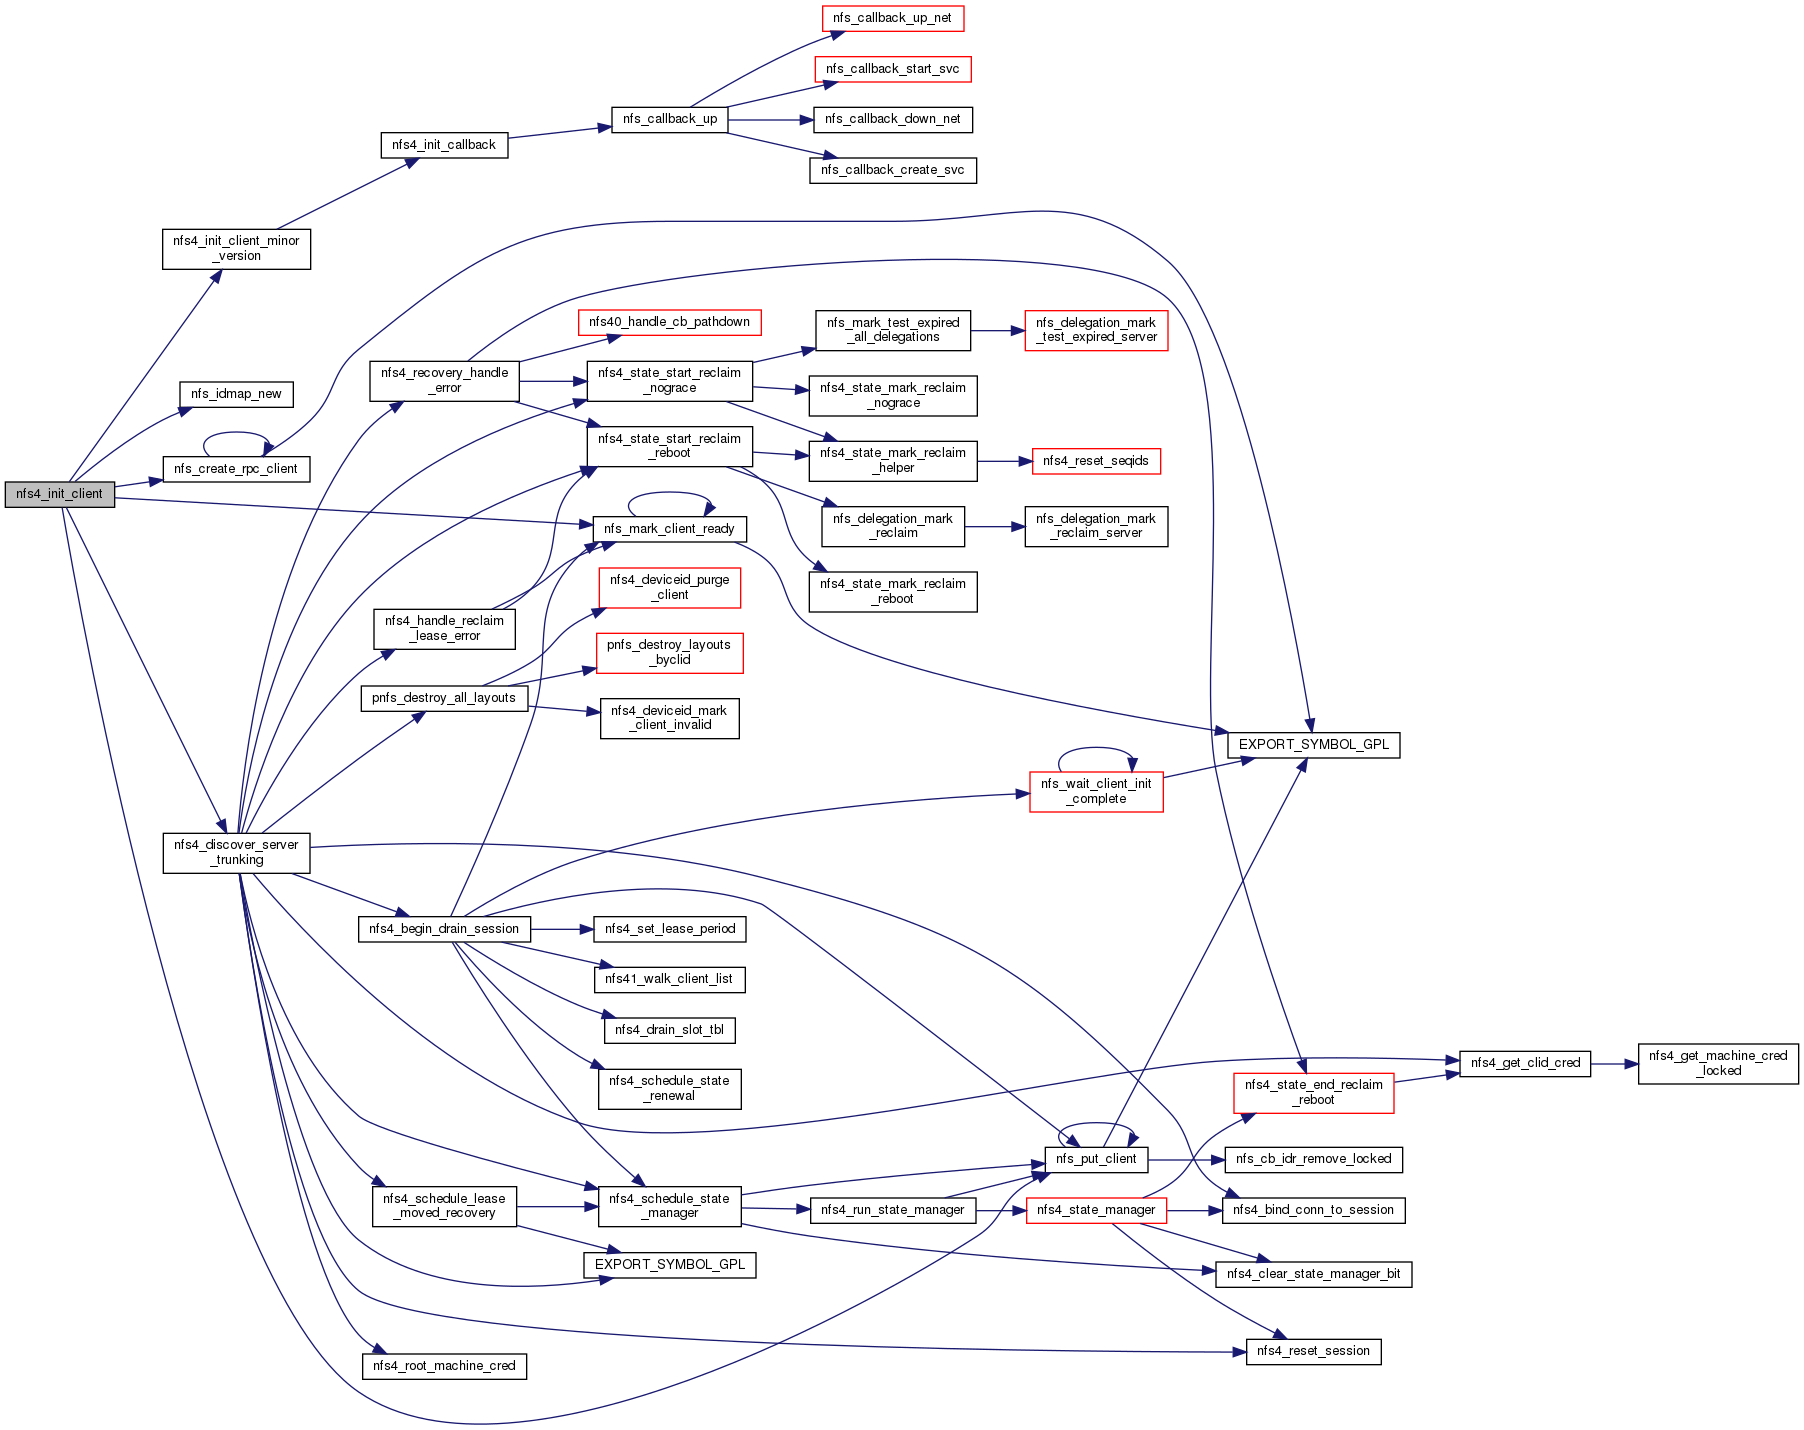 nfs_callback_up_net
nfs_callback_start_svc
nfs_callback_up
nfs_callback_down_net
nfs4_init_callback
nfs_callback_create_svc
nfs4_init_client_minor
_version
nfs40_handle_cb_pathdown
nfs_mark_test_expired
_all_delegations
nfs_delegation_mark
_test_expired_server
nfs4_recovery_handle
_error
nfs4_state_start_reclaim
_nograce
nfs4_state_mark_reclaim
_nograce
nfs_idmap_new
nfs4_state_start_reclaim
_reboot
nfs4_state_mark_reclaim
_helper
nfs4_reset_seqids
nfs_create_rpc_client
nfs4_init_client
nfs_mark_client_ready
nfs_delegation_mark
_reclaim
nfs_delegation_mark
_reclaim_server
nfs4_deviceid_purge
_client
nfs4_state_mark_reclaim
_reboot
nfs4_handle_reclaim
_lease_error
pnfs_destroy_layouts
_byclid
pnfs_destroy_all_layouts
nfs4_deviceid_mark
_client_invalid
EXPORT_SYMBOL_GPL
nfs_wait_client_init
_complete
nfs4_discover_server
_trunking
nfs4_begin_drain_session
nfs4_set_lease_period
nfs41_walk_client_list
nfs4_drain_slot_tbl
nfs4_schedule_state
_renewal
nfs4_get_clid_cred
nfs4_get_machine_cred
_locked
nfs4_state_end_reclaim
_reboot
nfs_put_client
nfs_cb_idr_remove_locked
nfs4_schedule_lease
_moved_recovery
nfs4_schedule_state
_manager
nfs4_run_state_manager
nfs4_state_manager
nfs4_bind_conn_to_session
EXPORT_SYMBOL_GPL
nfs4_clear_state_manager_bit
nfs4_reset_session
nfs4_root_machine_cred